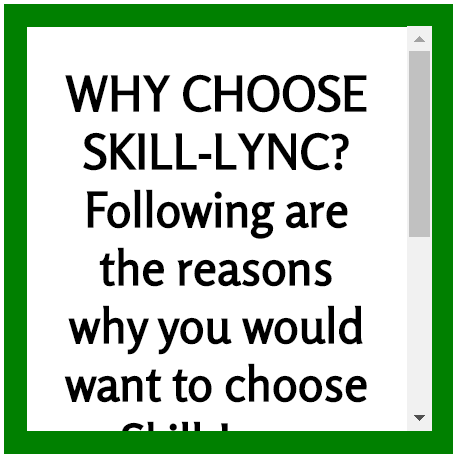 WHY CHOOSE
SKILL-LYNC?
Following are
the reasons
why you would
want to choose